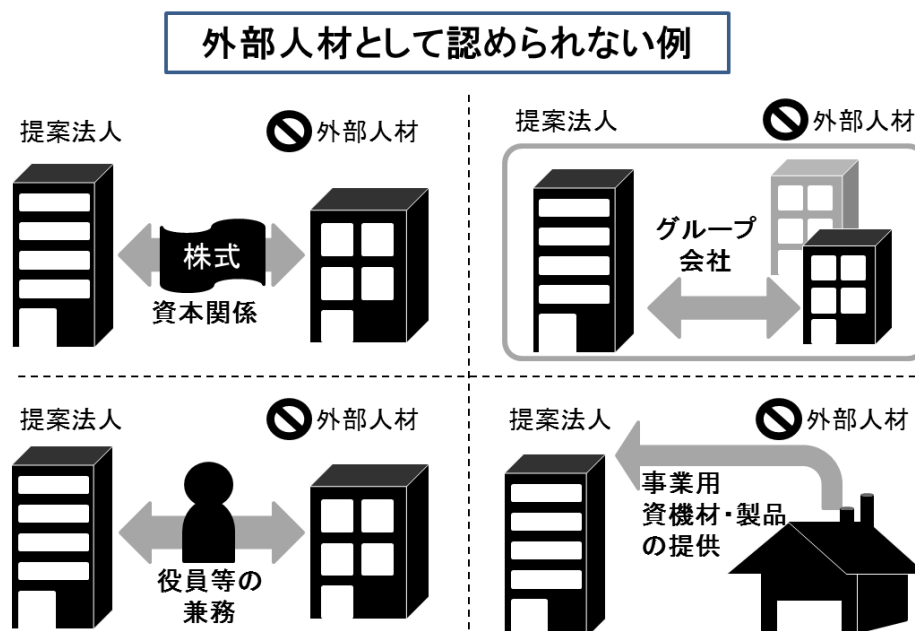 外部人材として認められない例
提案法人
外部人材
株式
資本関係
提案法人
外部人材
グループ
会社
提案法人
外部人材
役員等の
兼務
提案法人
外部人材
事業用
資機材・製品
の提供